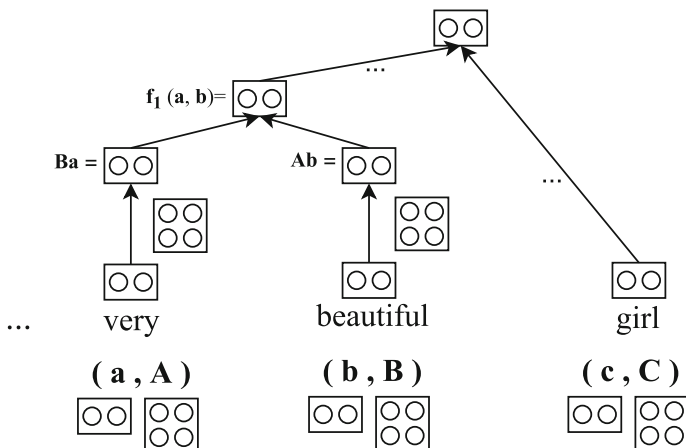 ...
f1 (a, b)=
Ba =
Ab =
...
... very beautiful girl
( a , A ) ( b , B ) ( c , C )